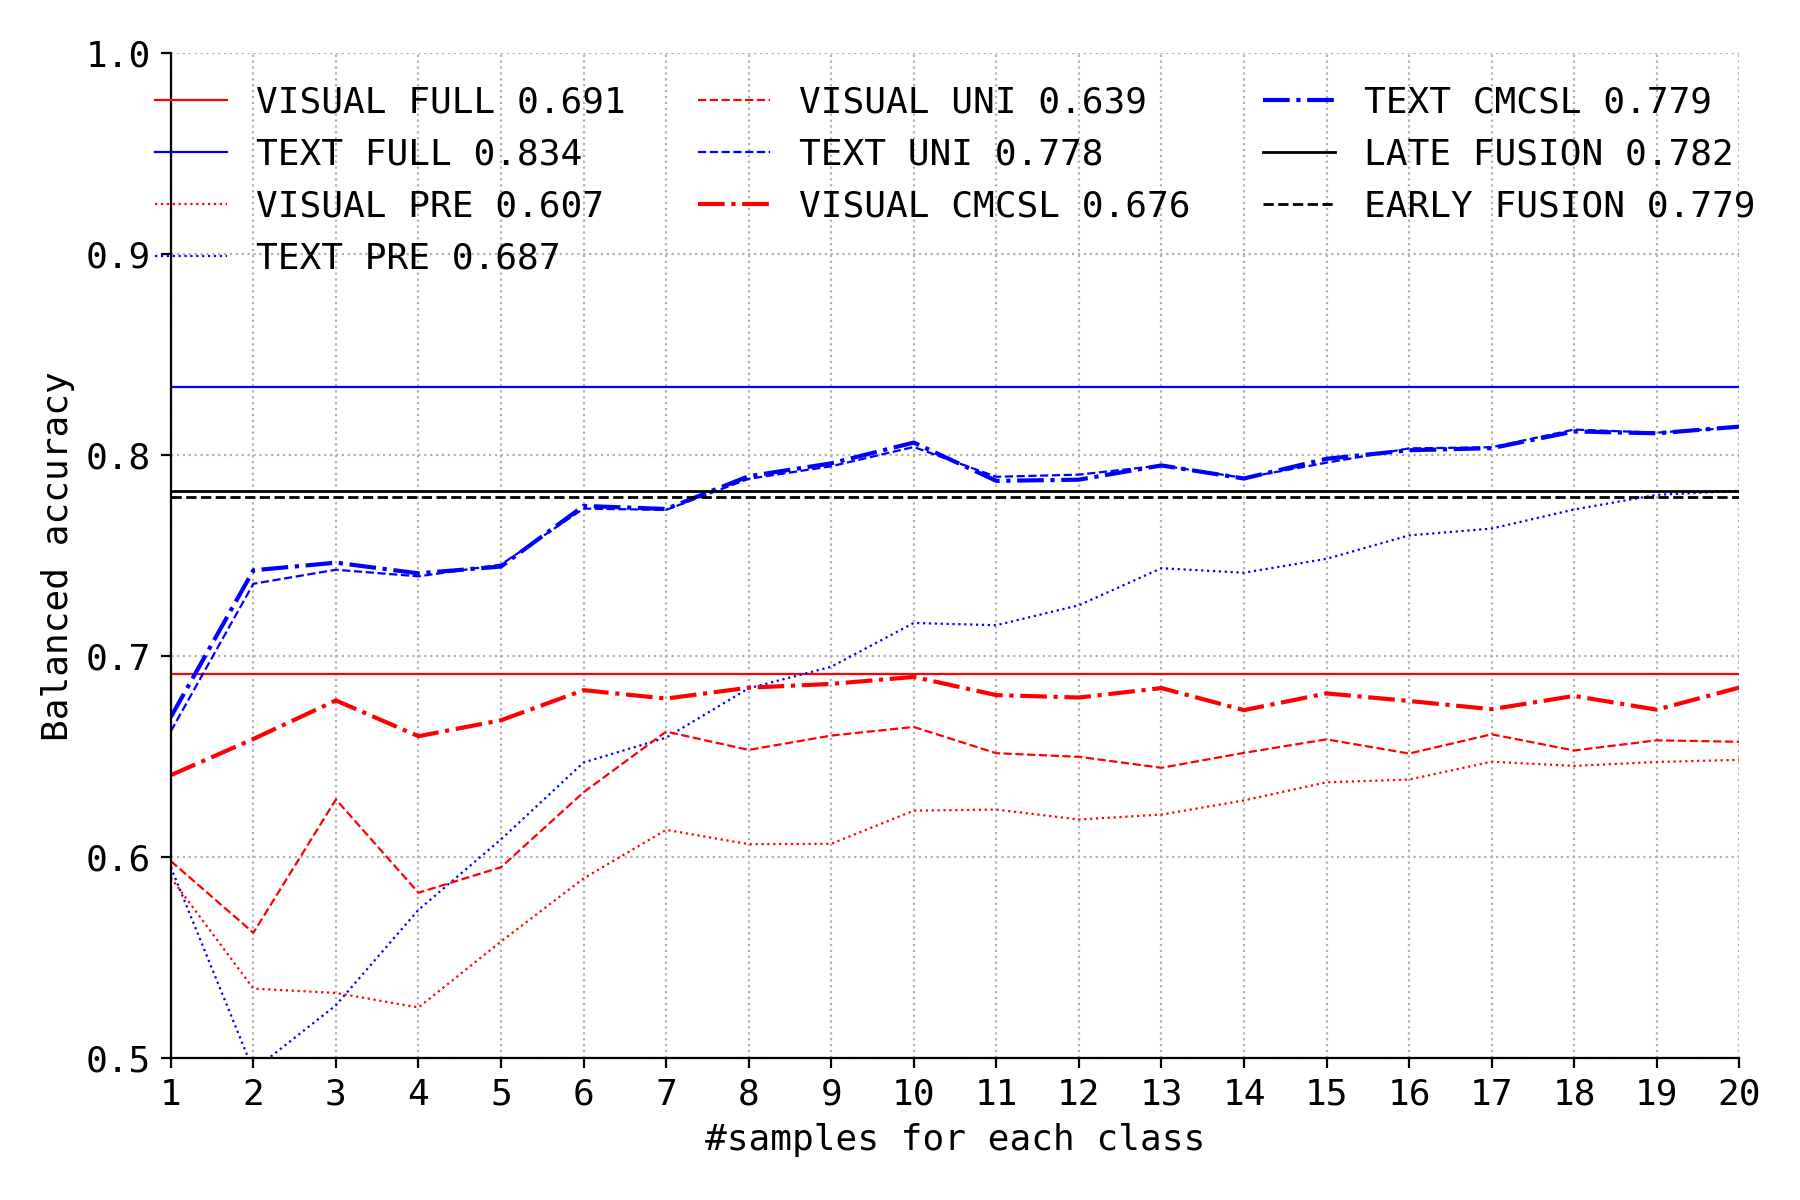 1.0
VISUAL FULL 0.691 VISUAL UNI 0.639 TEXT CMCSL 0.779
TEXT FULL 0.834 TEXT UNI 0.778 LATE FUSION 0.782
VISUAL PRE 0.607 VISUAL CMCSL 0.676 EARLY FUSION 0.779
TEXT PRE 0.687
0.9
0.8
0.7
0.6
0.5
Balanced accuracy
1 2 3 4 5 6 7 8 9 10 11 12 13 14 15 16 17 18 19 20
#samples for each class